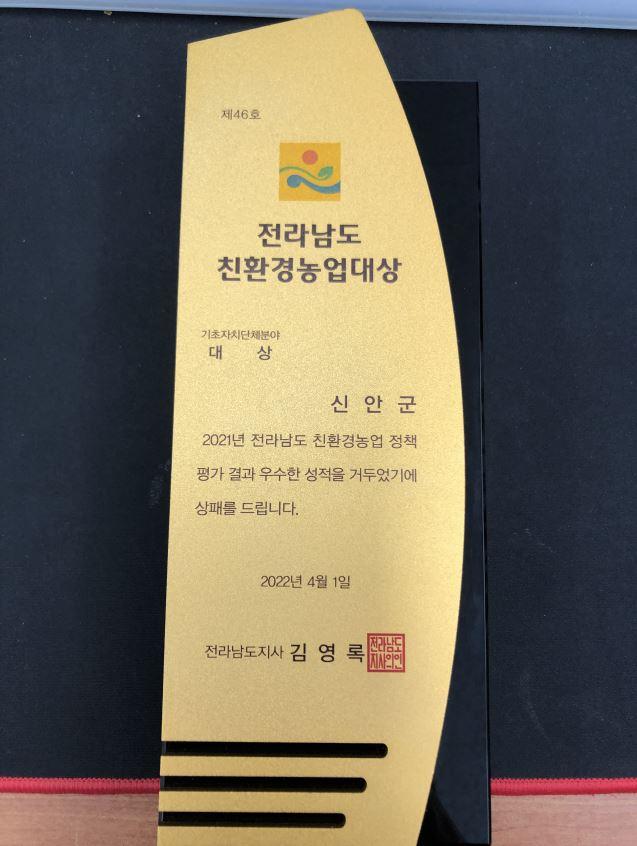 제46호
전라남도
친환경농업대상
기초자치단체분야
대 상
신 안 군
2021년 전라남도 친환경농업 정책
평가 결과 우수한 성적을 거두었기에
상패를 드립니다.
2022년 4월 1일
전라남도지사 김 영 록
전라남도
지사의인